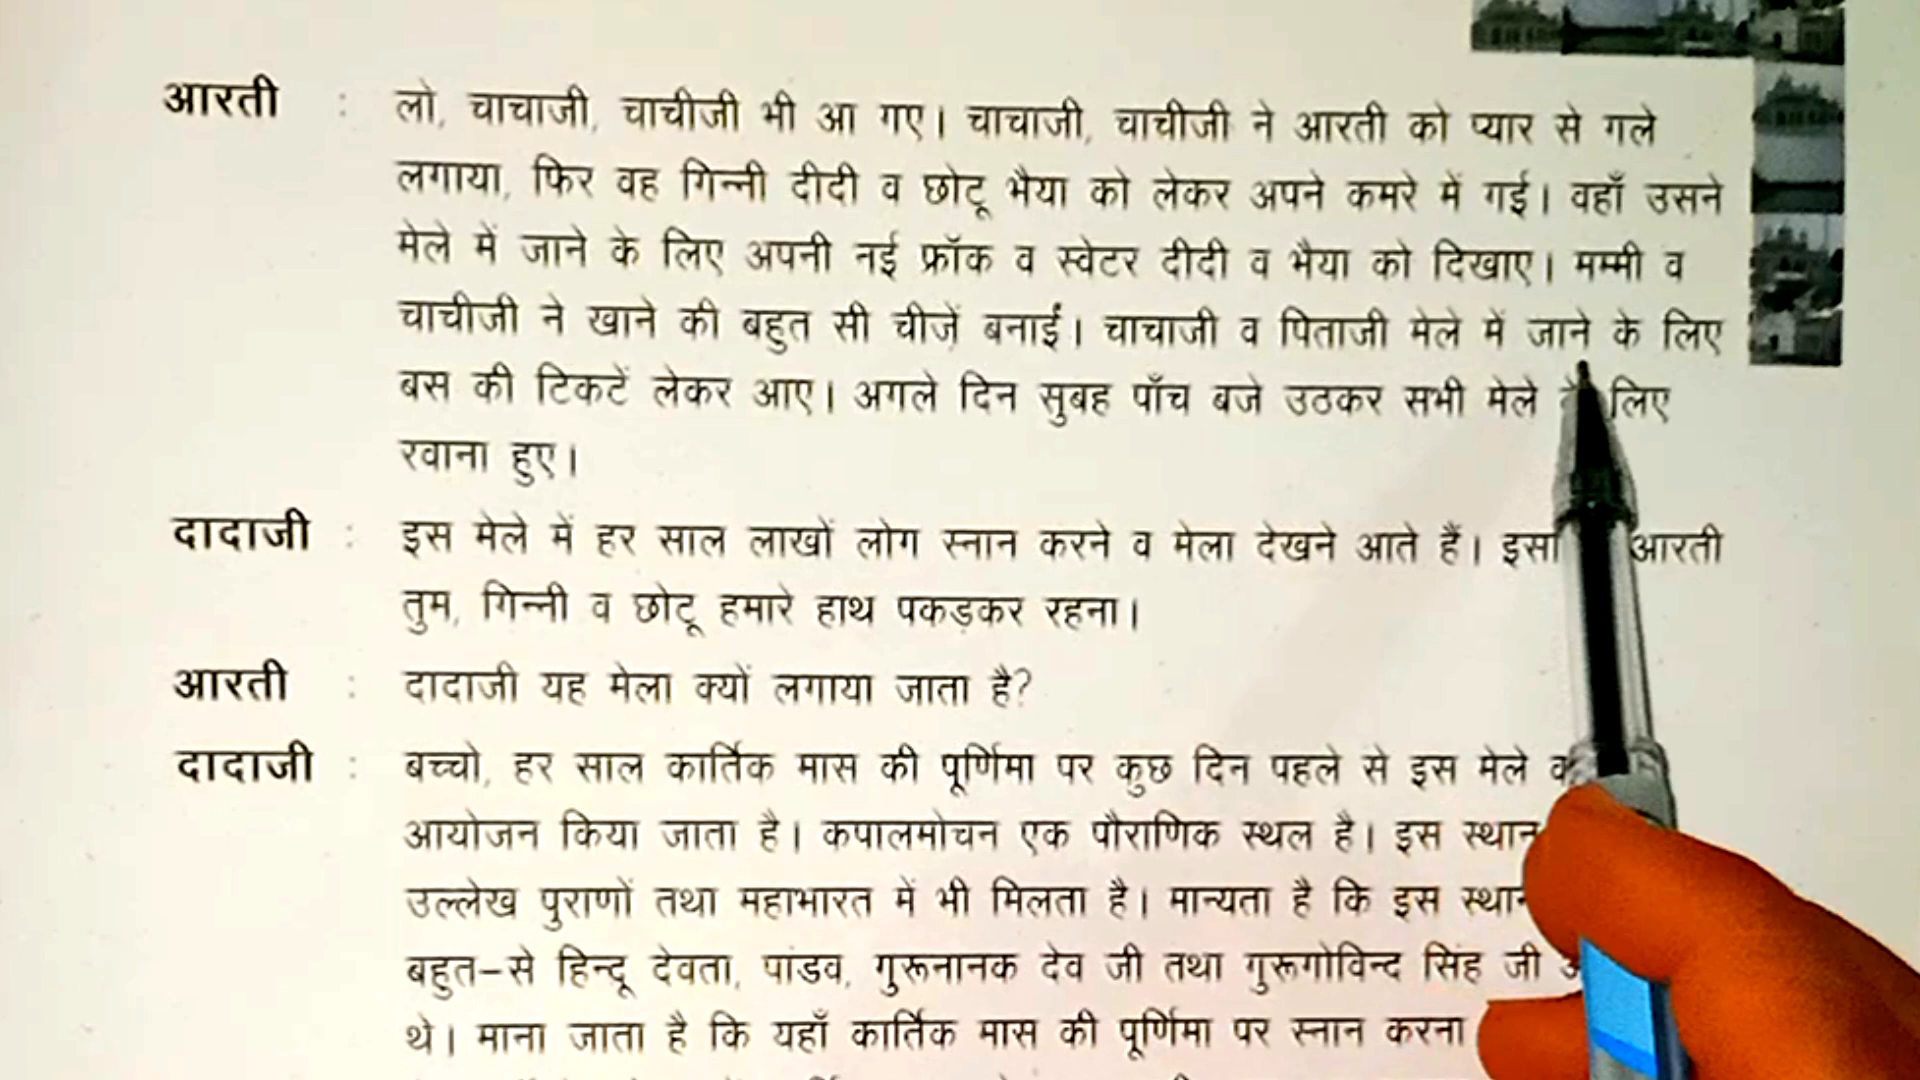 आरती : लो, चाचाजी, चाचीजी भी आ गए। चाचाजी, चाचीजी ने आरती को प्यार से गले
लगाया, फिर वह गिन्नी दीदी व छोटू भैया को लेकर अपने कमरे में गई। वहाँ उसने
मेले में जाने के लिए अपनी नई फ्रॉक व स्वेटर दीदी व भैया को दिखाए। मम्मी व
चाचीजी ने खाने की बहुत सी चीज़ें बनाईं। चाचाजी व पिताजी मेले में जाने के लिए
बस की टिकटें लेकर आए। अगले दिन सुबह पाँच बजे उठकर सभी मेले लिए
रवाना हुए।
दादाजी : इस मेले में हर साल लाखों लोग स्नान करने व मेला देखने आते हैं। आरती
तुम, गिन्नी व छोटू हमारे हाथ पकड़कर रहना।
आरती : दादाजी यह मेला क्यों लगाया जाता है?
दादाजी : बच्चो, हर साल कार्तिक मास की पूर्णिमा पर कुछ दिन पहले से इस मेले
आयोजन किया जाता है। कपालमोचन एक पौराणिक स्थल है। इस स्थान
उल्लेख पुराणों तथा महाभारत में भी मिलता है। मान्यता है कि इस स्थान
बहुत-से हिन्दू देवता, पांडव, गुरूनानक देव जी तथा गुरूगोविन्द सिंह जी
थे। माना जाता है कि यहाँ कार्तिक मास की पूर्णिमा पर स्नान करना